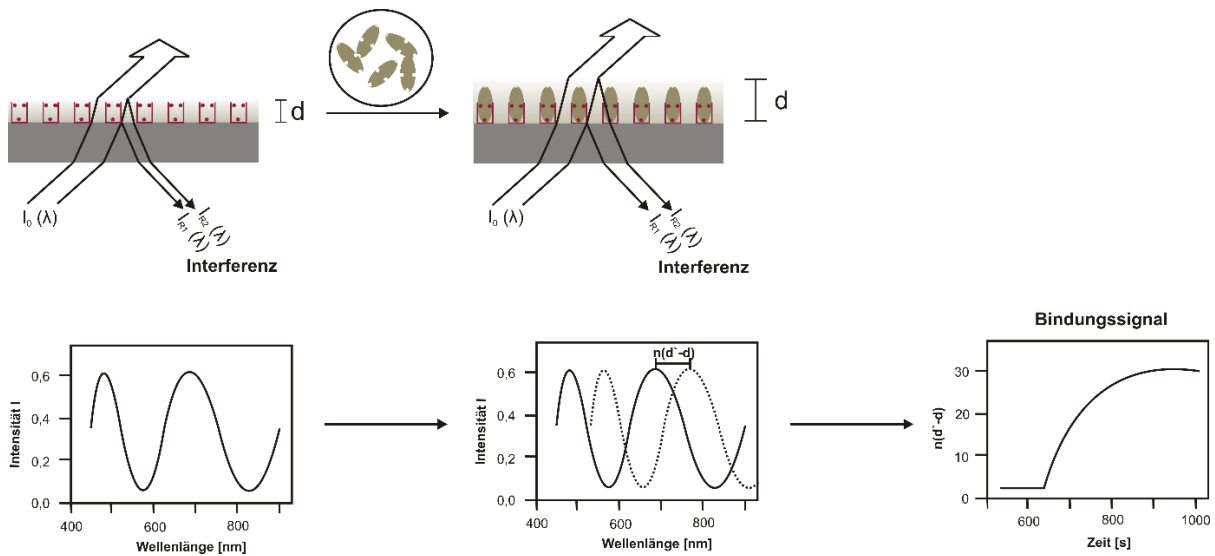 d
d
I₀ (λ)
I_R1 (λ)
I_R2 (λ)
Interferenz
I₀ (λ)
I_R1 (λ)
I_R2 (λ)
Interferenz
Intensität I
0,6
0,4
0,2
0,0
400
600
800
Wellenlänge [nm]
n(d`-d)
Intensität I
0,6
0,4
0,2
0,0
400
600
800
Wellenlänge [nm]
Bindungssignal
n(d`-d)
30
20
10
0
600
800
1000
Zeit [s]